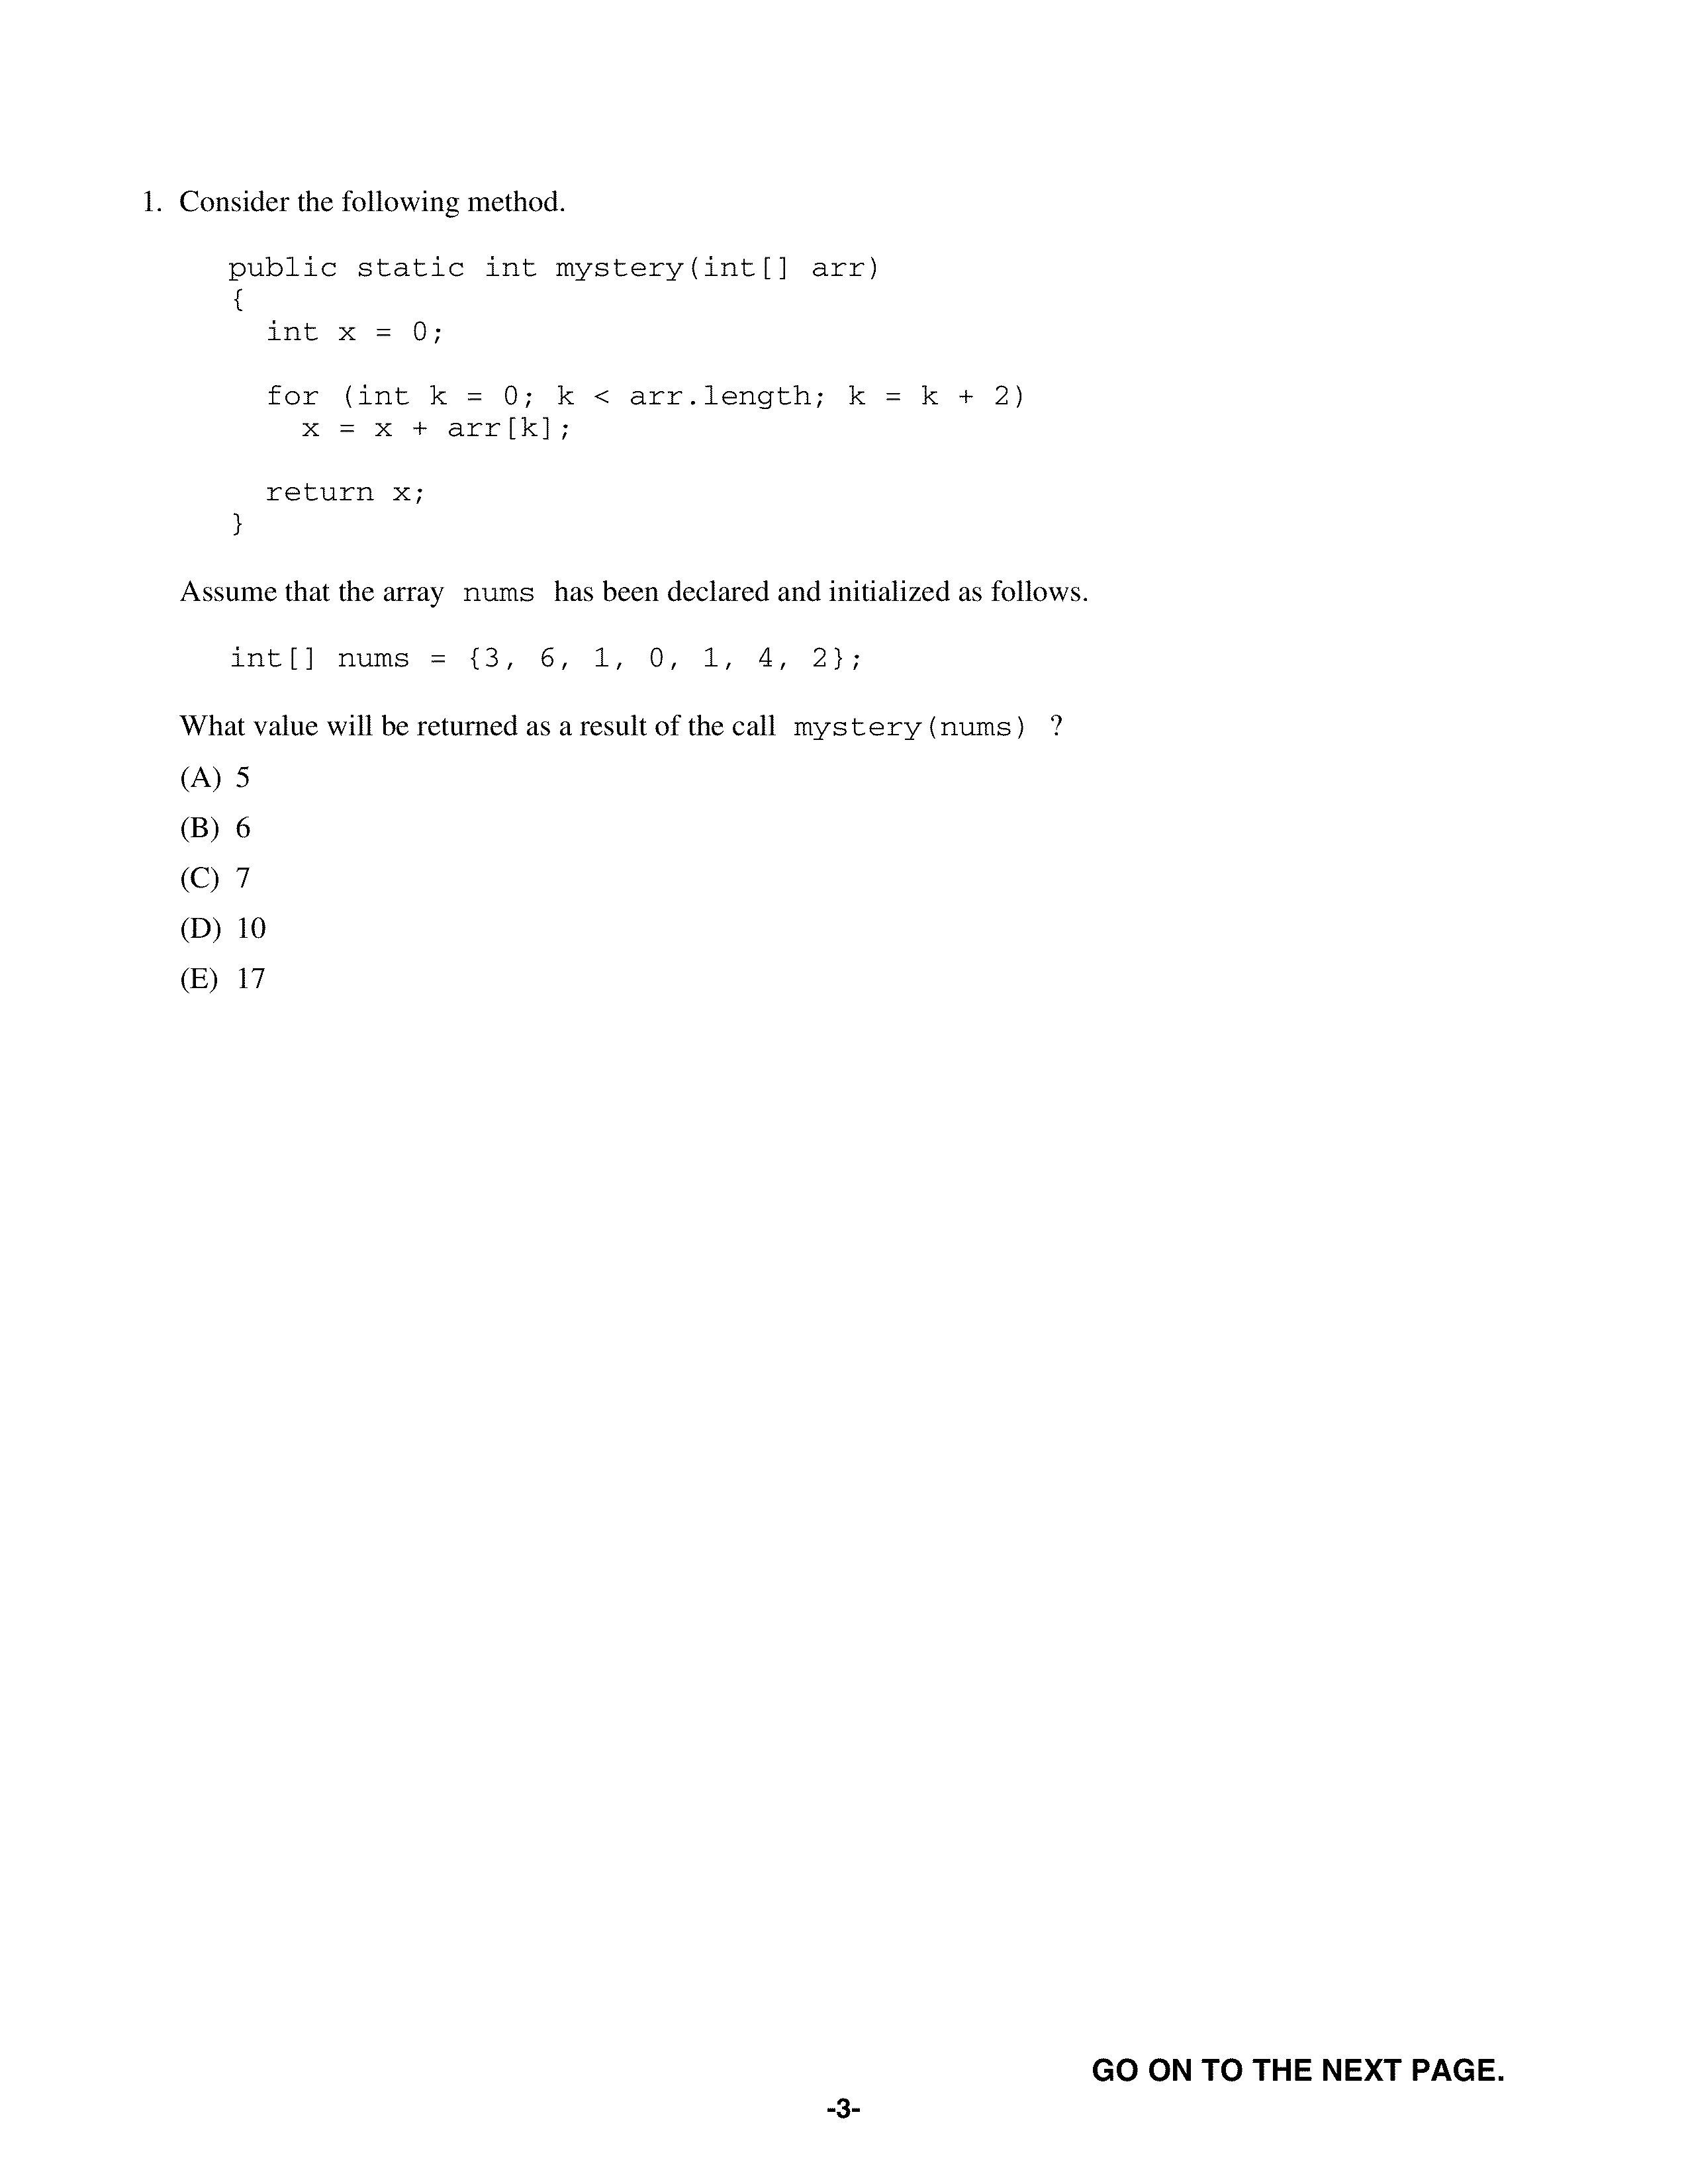 1. Consider the following method.
public static int mystery(int[] arr)
{
int x = 0;
for (int k = 0; k < arr.length; k = k + 2)
x = x + arr[k];
return x;
}
Assume that the array nums has been declared and initialized as follows.
int[] nums = {3, 6, 1, 0, 1, 4, 2};
What value will be returned as a result of the call mystery(nums) ?
(A) 5
(B) 6
(C) 7
(D) 10
(E) 17
GO ON TO THE NEXT PAGE.
-3-